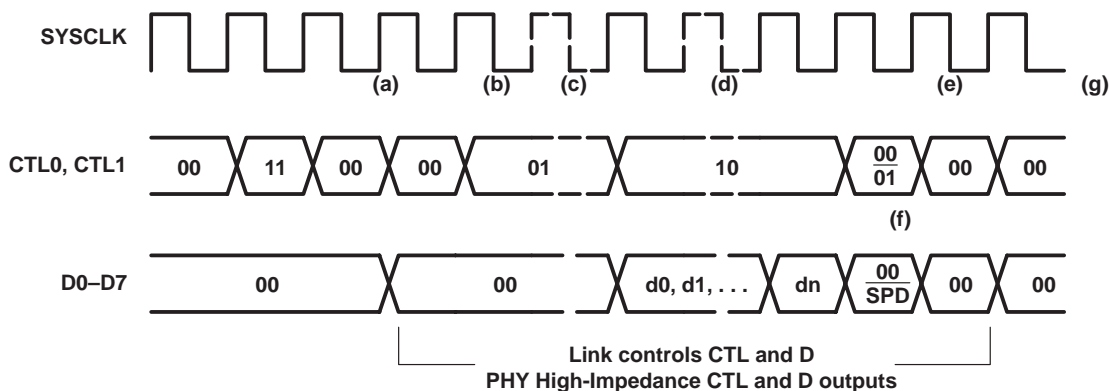 SYSCLK
(a) (b) (c) (d) (e) (g)
CTL0, CTL1 00 11 00 00 01 10 00 00 00
01
(f)
D0–D7 00 00 d0, d1, . . . dn 00 00 00
SPD
Link controls CTL and D
PHY High-Impedance CTL and D outputs